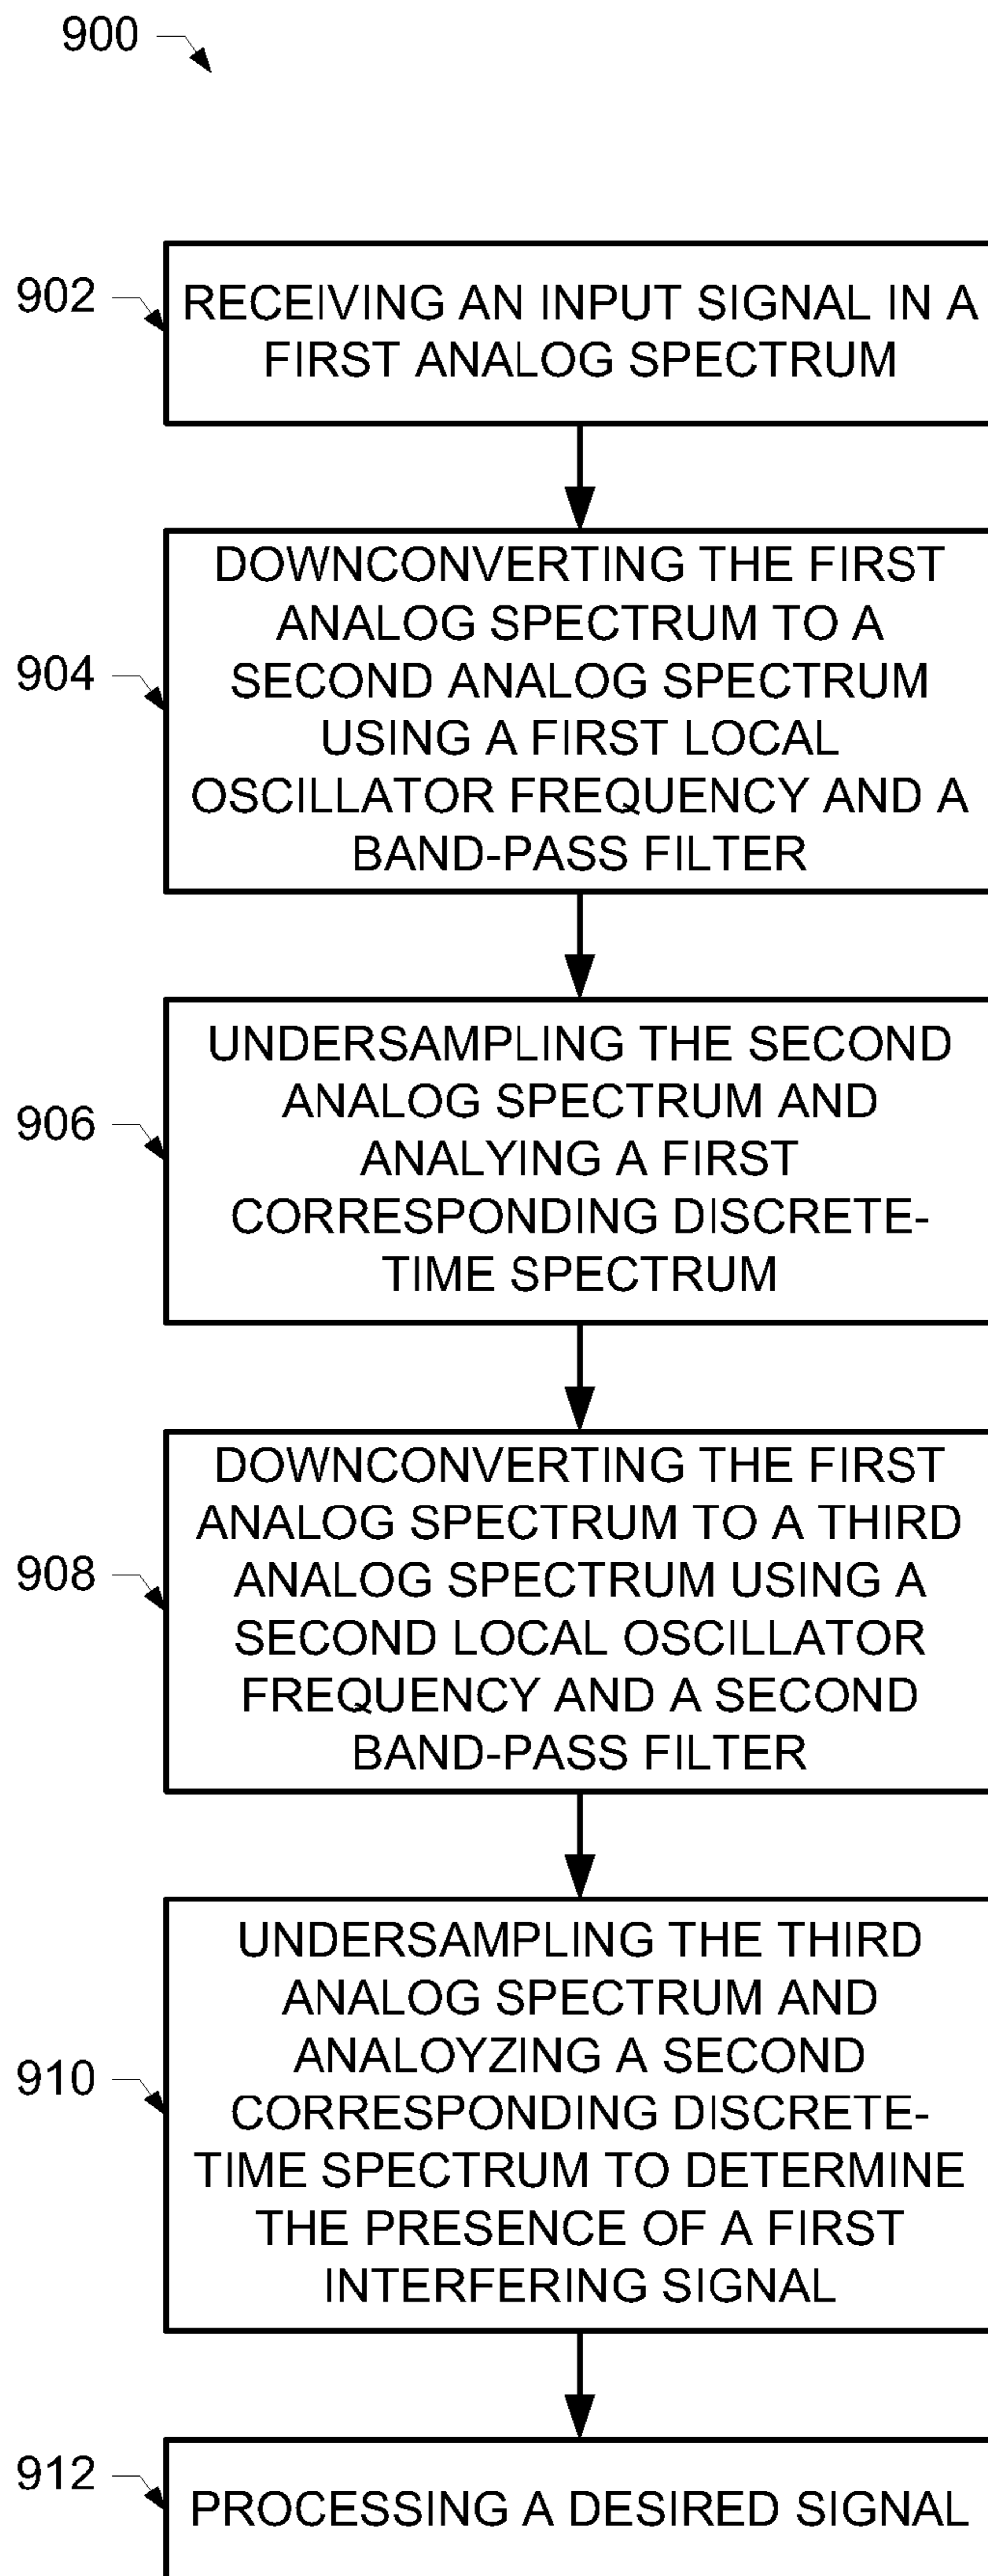 900
902
RECEIVING AN INPUT SIGNAL IN A
FIRST ANALOG SPECTRUM
904
DOWNCONVERTING THE FIRST
ANALOG SPECTRUM TO A
SECOND ANALOG SPECTRUM
USING A FIRST LOCAL
OSCILLATOR FREQUENCY AND A
BAND-PASS FILTER
906
UNDERSAMPLING THE SECOND
ANALOG SPECTRUM AND
ANALYING A FIRST
CORRESPONDING DISCRETE-
TIME SPECTRUM
908
DOWNCONVERTING THE FIRST
ANALOG SPECTRUM TO A THIRD
ANALOG SPECTRUM USING A
SECOND LOCAL OSCILLATOR
FREQUENCY AND A SECOND
BAND-PASS FILTER
910
UNDERSAMPLING THE THIRD
ANALOG SPECTRUM AND
ANALOYZING A SECOND
CORRESPONDING DISCRETE-
TIME SPECTRUM TO DETERMINE
THE PRESENCE OF A FIRST
INTERFERING SIGNAL
912
PROCESSING A DESIRED SIGNAL